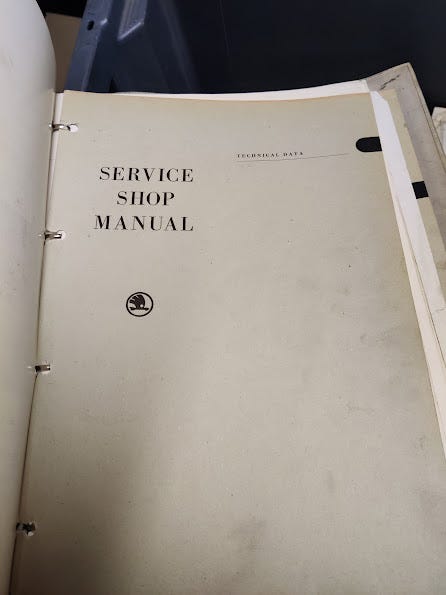 SERVICE
SHOP
MANUAL
TECHNICAL DATA